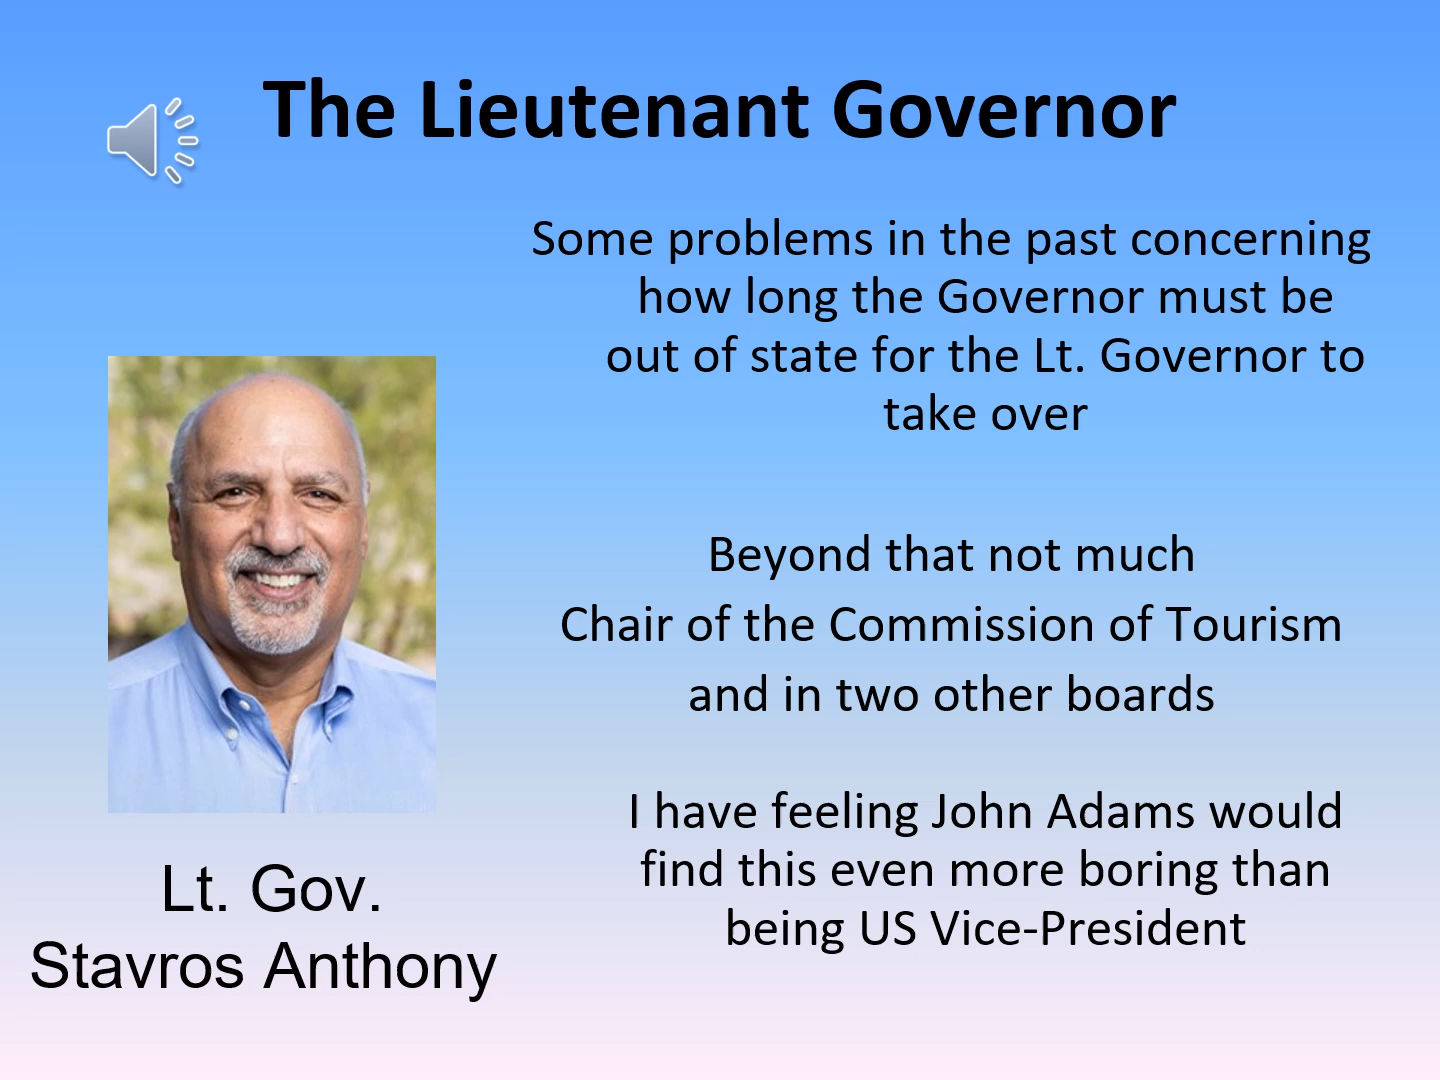 The Lieutenant Governor
Some problems in the past concerning
how long the Governor must be
out of state for the Lt. Governor to
take over
Beyond that not much
Chair of the Commission of Tourism
and in two other boards
I have feeling John Adams would
find this even more boring than
being US Vice-President
Lt. Gov.
Stavros Anthony